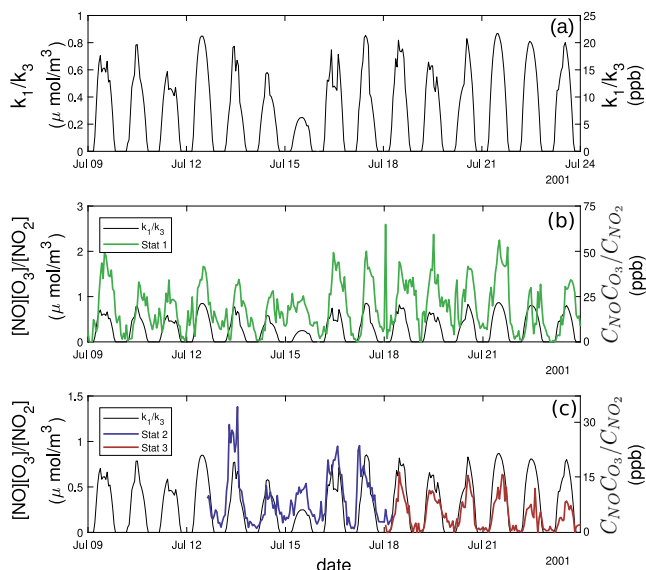 (a)
k1/k3
(μ mol/m³)
1
0.8
0.6
0.4
0.2
0
25
20
15
10
5
0
k1/k3
(ppb)
Jul 09 Jul 12 Jul 15 Jul 18 Jul 21 Jul 24
2001
(b)
[NO][O3]/[NO2]
(μ mol/m³)
3
2
1
0
k1/k3
Stat 1
75
50
25
0
CNOCO3/CNO2
(ppb)
Jul 09 Jul 12 Jul 15 Jul 18 Jul 21
2001
(c)
[NO][O3]/[NO2]
(μ mol/m³)
1.5
1
0.5
0
k1/k3
Stat 2
Stat 3
30
15
0
CNOCO3/CNO2
(ppb)
Jul 09 Jul 12 Jul 15 Jul 18 Jul 21
date
2001